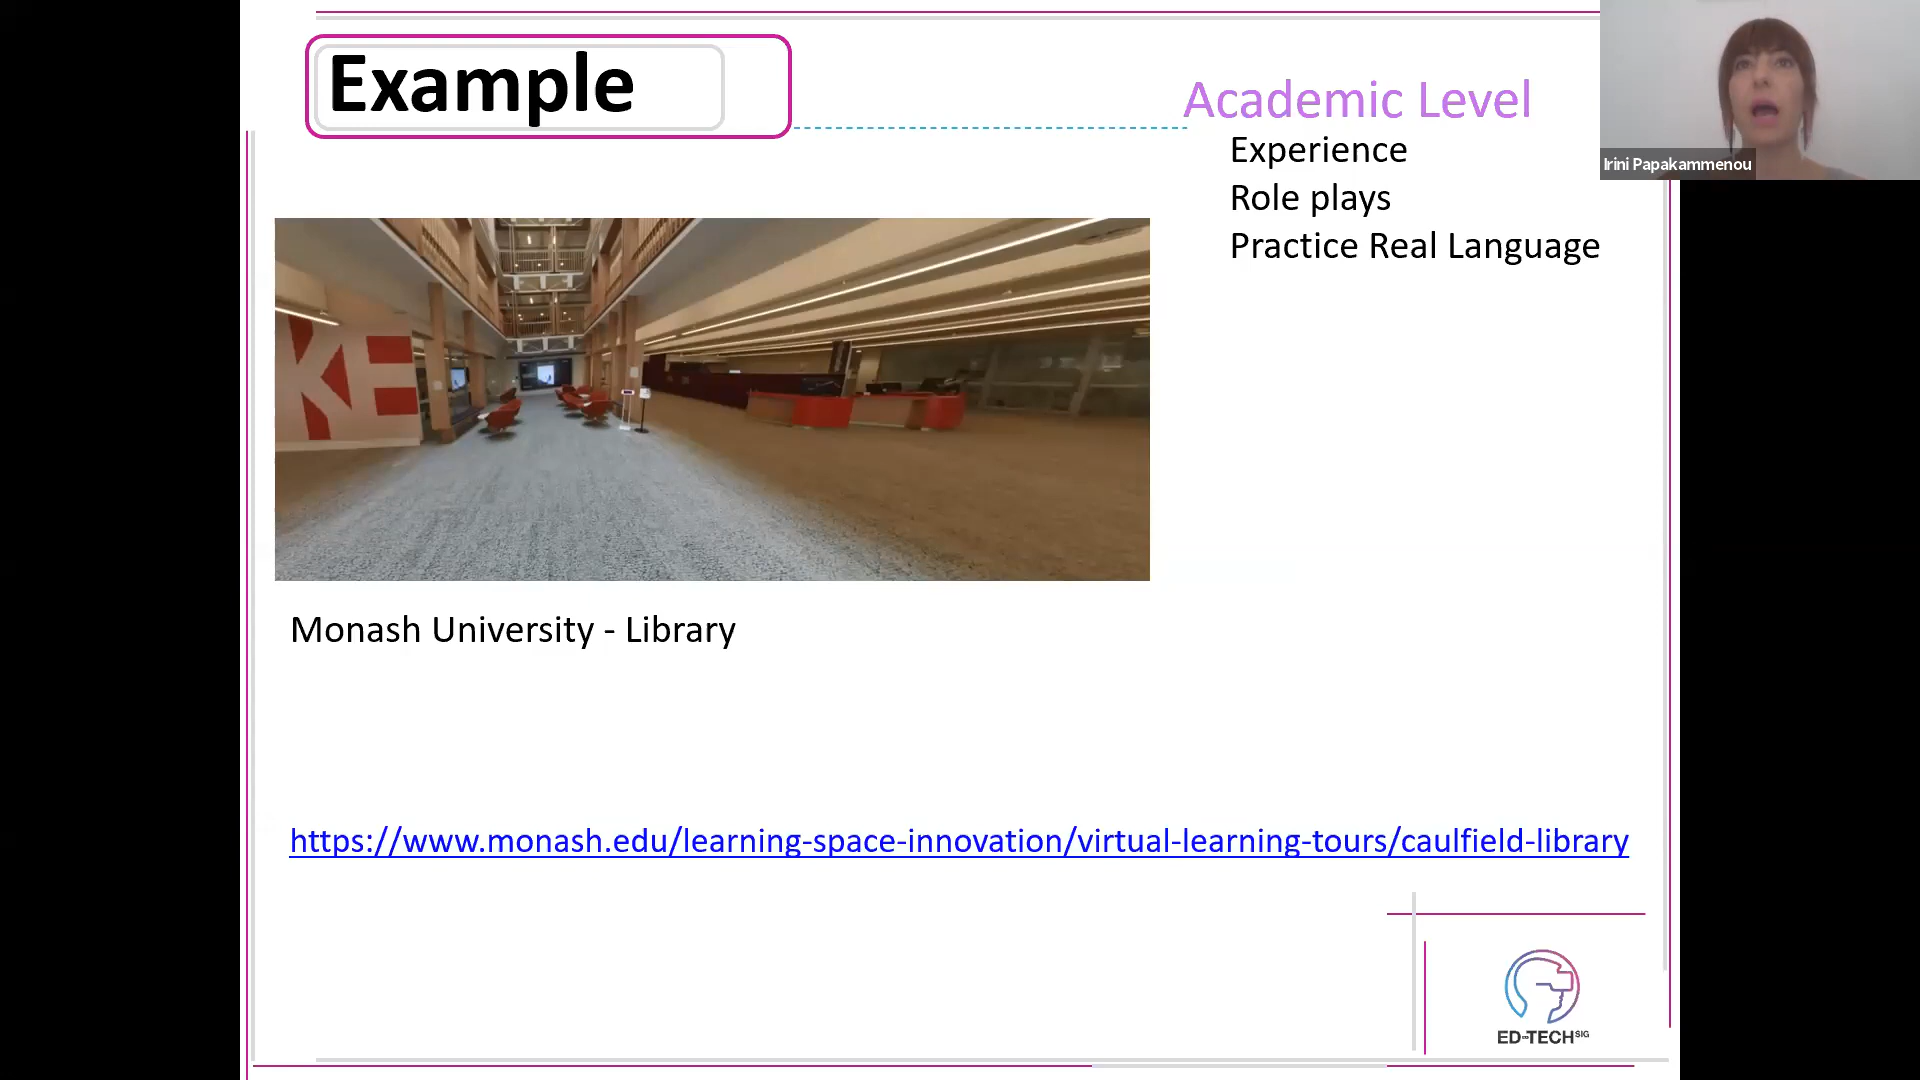 Example
Academic Level
Experience
Role plays
Practice Real Language
Irini Papakammenou
KE
Monash University - Library
https://www.monash.edu/learning-space-innovation/virtual-learning-tours/caulfield-library
ED-TECH SIG